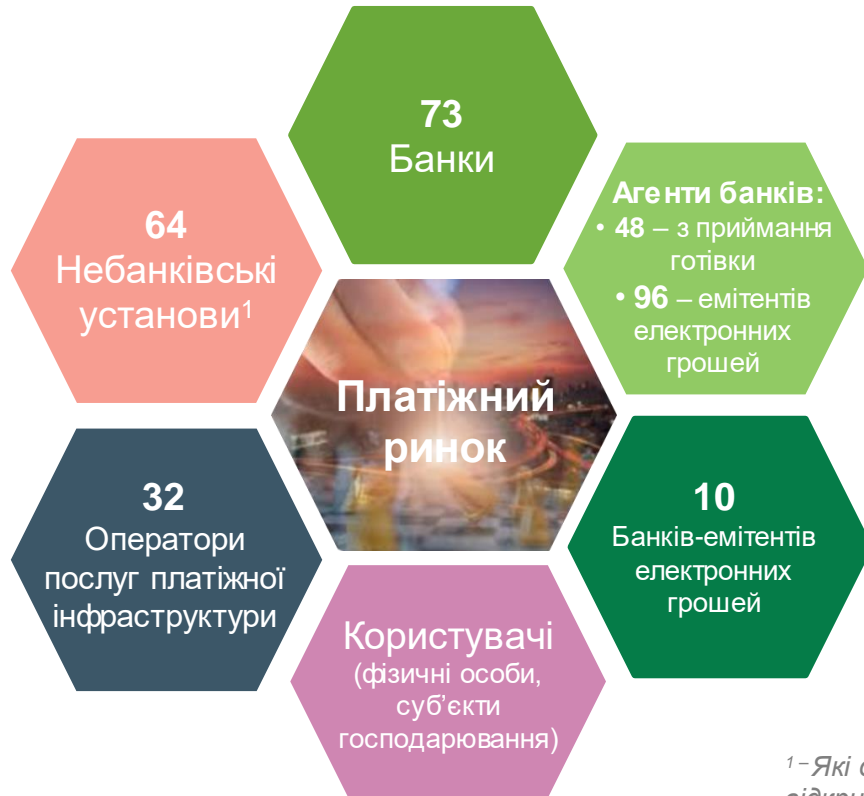 73
Банки
64
Небанківські
установи¹
Агенти банків:
• 48 – з приймання
готівки
• 96 – емітентів
електронних
грошей
Платіжний
ринок
32
Оператори
послуг платіжної
інфраструктури
10
Банків-емітентів
електронних
грошей
Користувачі
(фізичні особи,
суб’єкти
господарювання)
¹ – Які